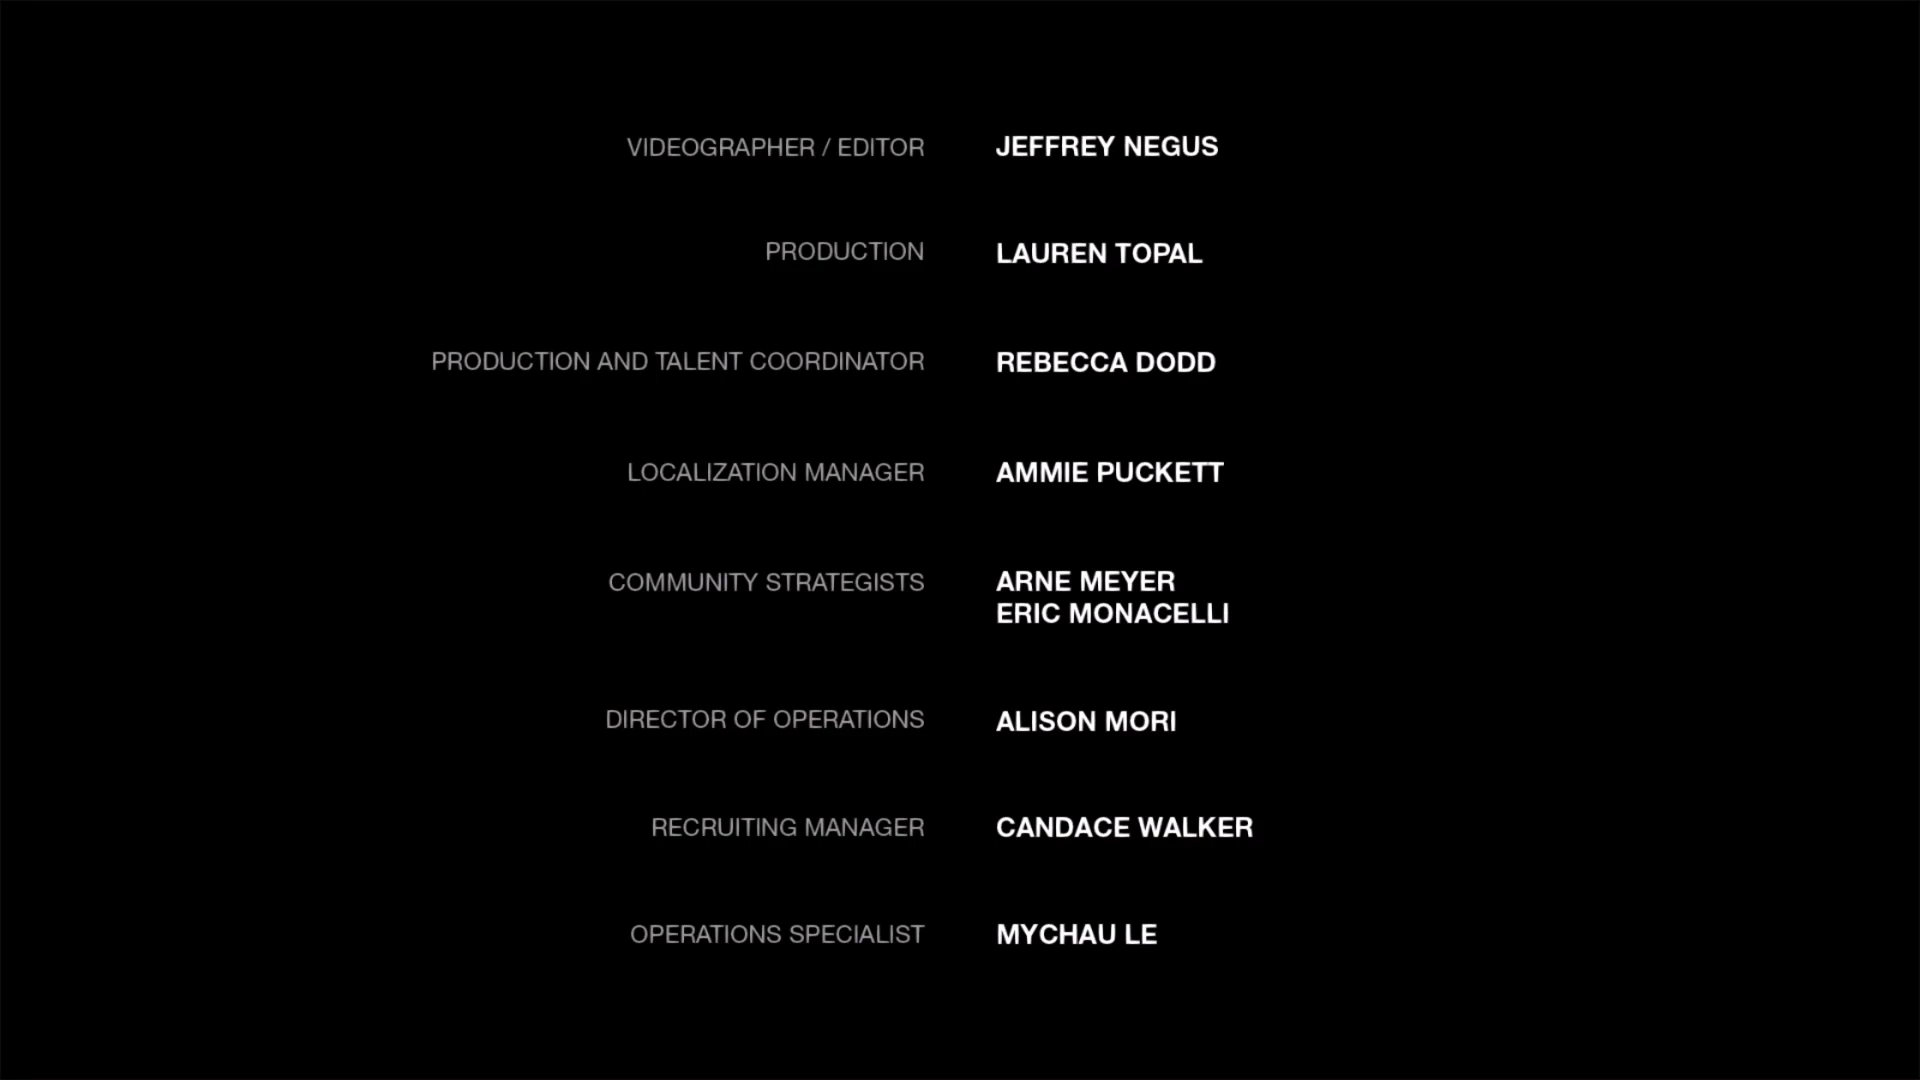 VIDEOGRAPHER / EDITOR JEFFREY NEGUS
PRODUCTION LAUREN TOPAL
PRODUCTION AND TALENT COORDINATOR REBECCA DODD
LOCALIZATION MANAGER AMMIE PUCKETT
COMMUNITY STRATEGISTS ARNE MEYER
ERIC MONACELLI
DIRECTOR OF OPERATIONS ALISON MORI
RECRUITING MANAGER CANDACE WALKER
OPERATIONS SPECIALIST MYCHAU LE